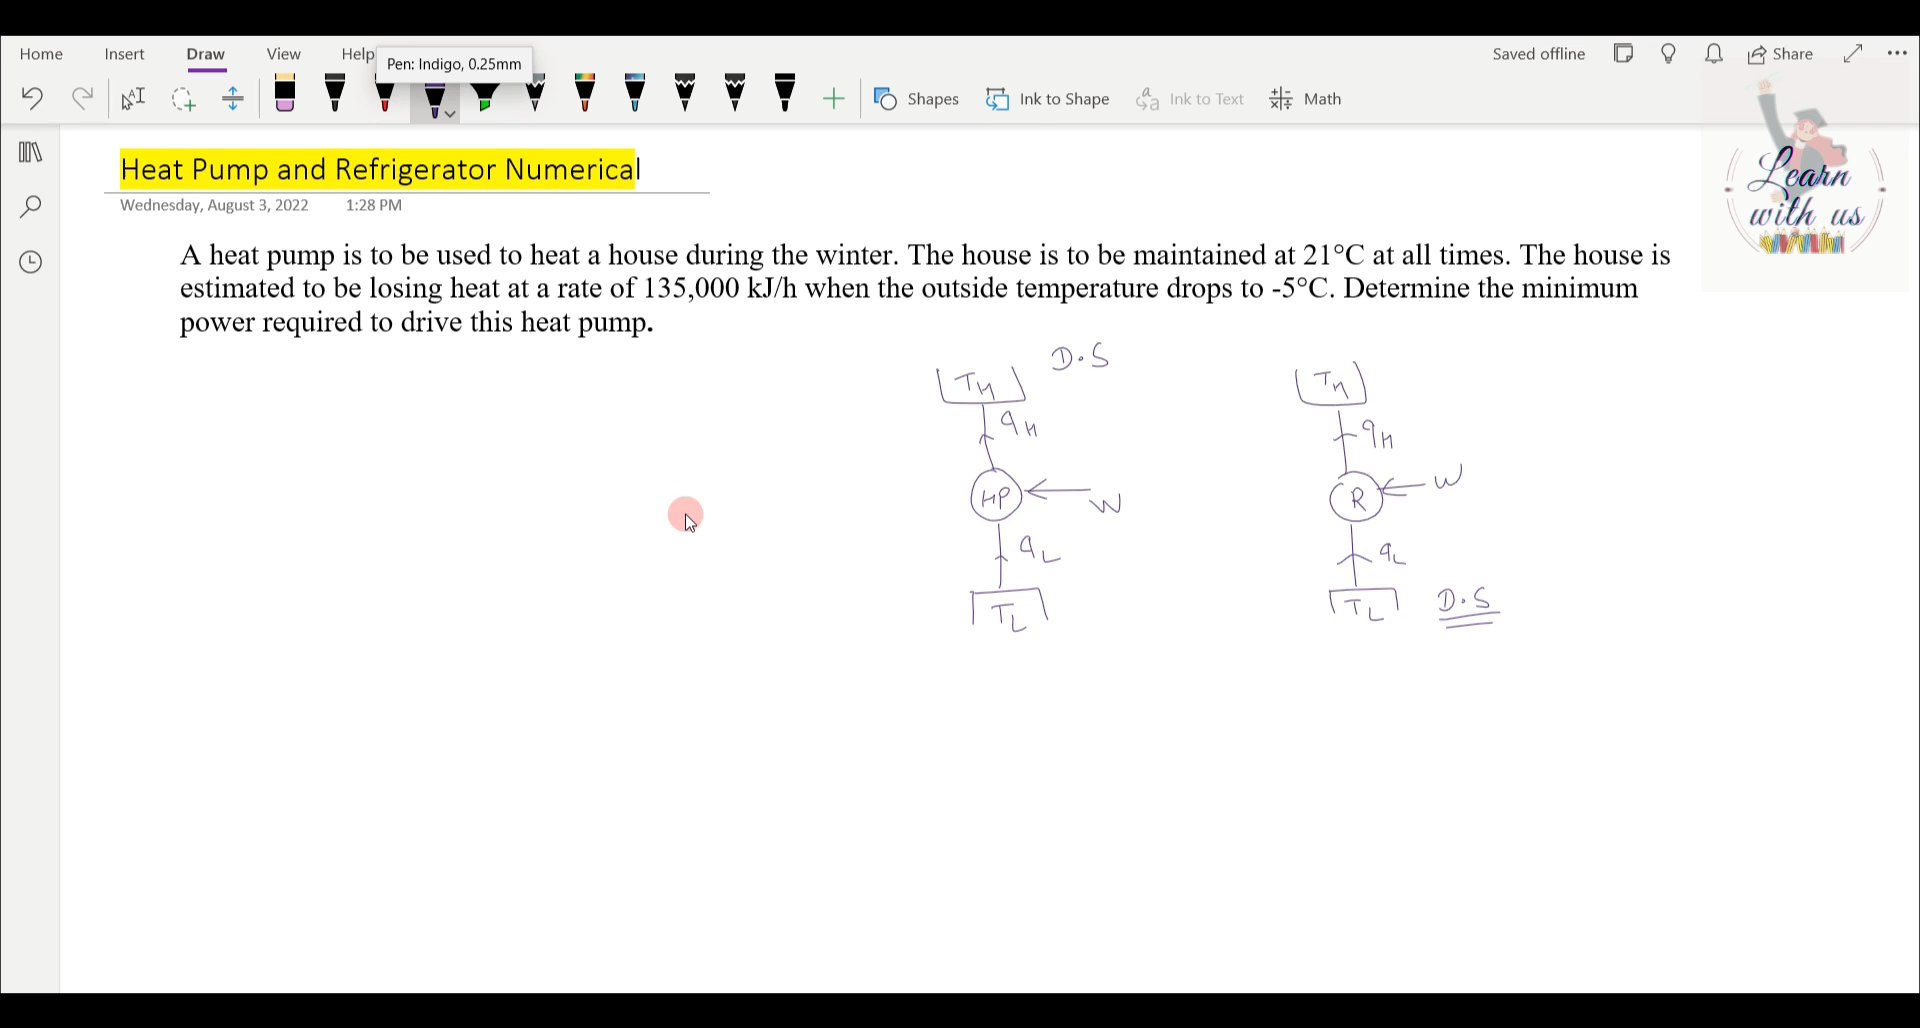 Home Insert Draw View Help
Saved offline Share
Pen: Indigo, 0.25mm
Shapes Ink to Shape Ink to Text Math
Heat Pump and Refrigerator Numerical
Wednesday, August 3, 2022 1:28 PM
Learn
with us
A heat pump is to be used to heat a house during the winter. The house is to be maintained at 21°C at all times. The house is
estimated to be losing heat at a rate of 135,000 kJ/h when the outside temperature drops to -5°C. Determine the minimum
power required to drive this heat pump.
D.S
TH
qH
HP
W
qL
TL
TH
qH
R
W
qL
TL
D.S